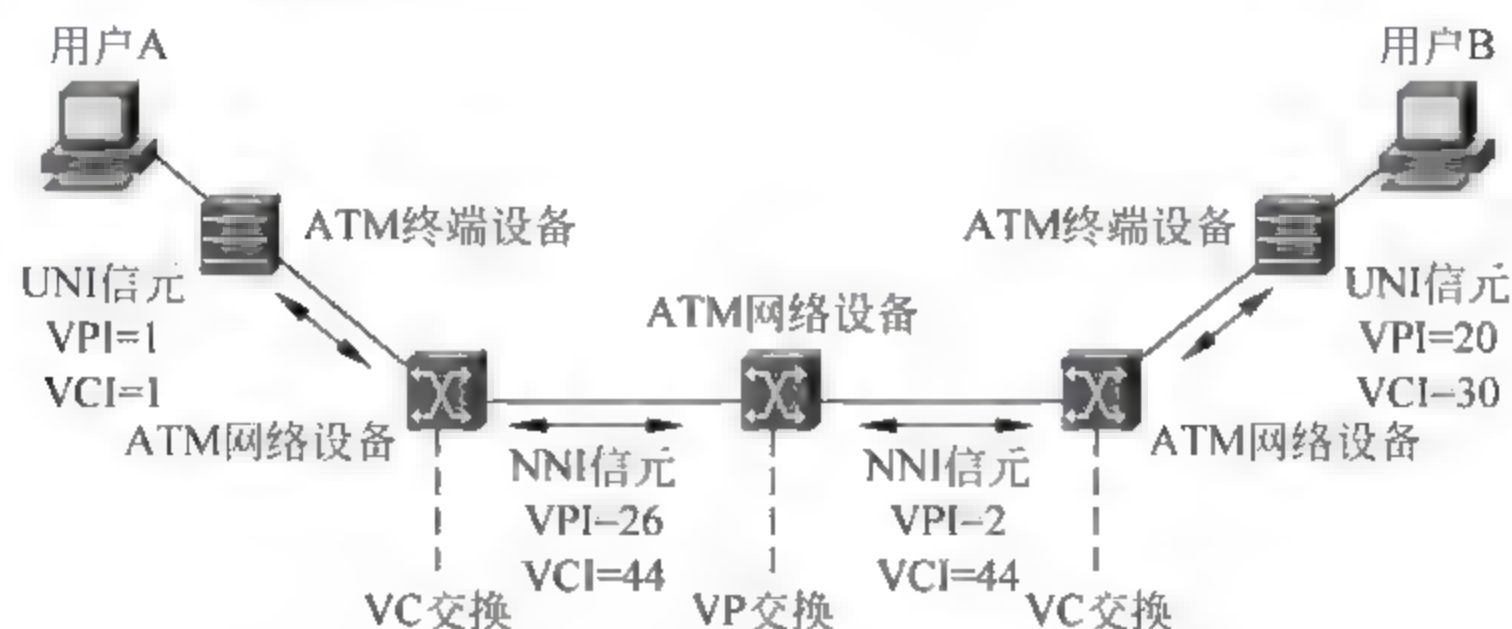 用户A
用户B
ATM终端设备
ATM终端设备
UNI信元
VPI=1
VCI=1
UNI信元
VPI=20
VCI=30
ATM网络设备
ATM网络设备
ATM网络设备
NNI信元
VPI=26
VCI=44
NNI信元
VPI=2
VCI=44
VC交换
VP交换
VC交换